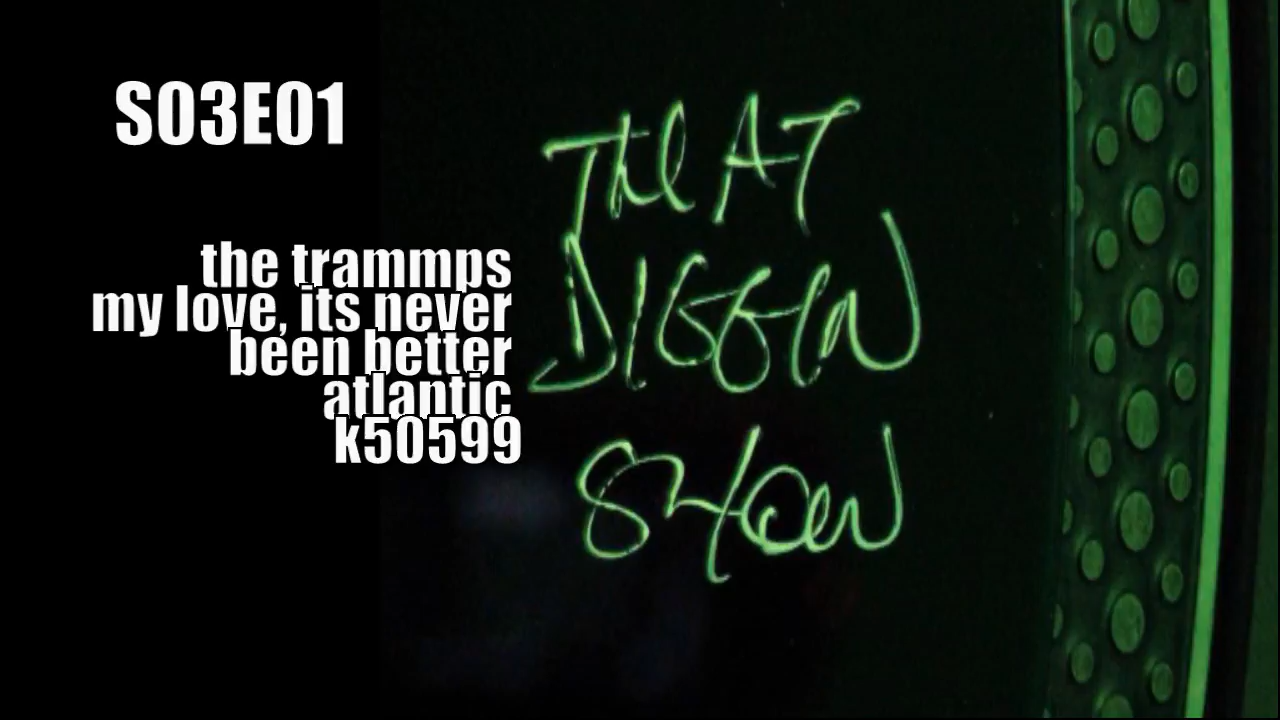 S03E01
the trammps
my love, its never
been better
atlantic
k50599
The AT
DIGGIN
SHOW